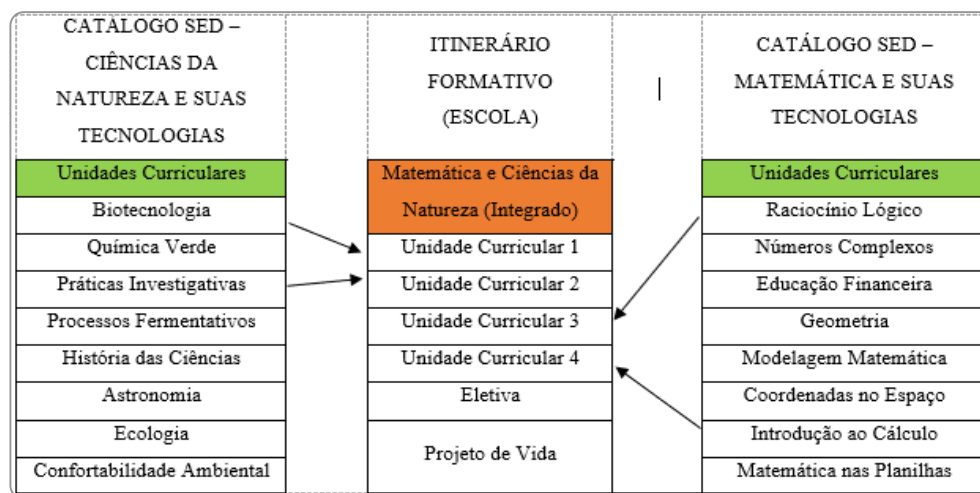 CATALOGO SED –
CIÊNCIAS DA
NATUREZA E SUAS
TECNOLOGIAS
Unidades Curriculares
Biotecnologia
Química Verde
Práticas Investigativas
Processos Fermentativos
História das Ciências
Astronomia
Ecologia
Confortabilidade Ambiental
ITINERÁRIO
FORMATIVO
(ESCOLA)
Matemática e Ciências da
Natureza (Integrado)
Unidade Curricular 1
Unidade Curricular 2
Unidade Curricular 3
Unidade Curricular 4
Eletiva
Projeto de Vida
CATÁLOGO SED –
MATEMÁTICA E SUAS
TECNOLOGIAS
Unidades Curriculares
Raciocínio Lógico
Números Complexos
Educação Financeira
Geometria
Modelagem Matemática
Coordenadas no Espaço
Introdução ao Cálculo
Matemática nas Planilhas